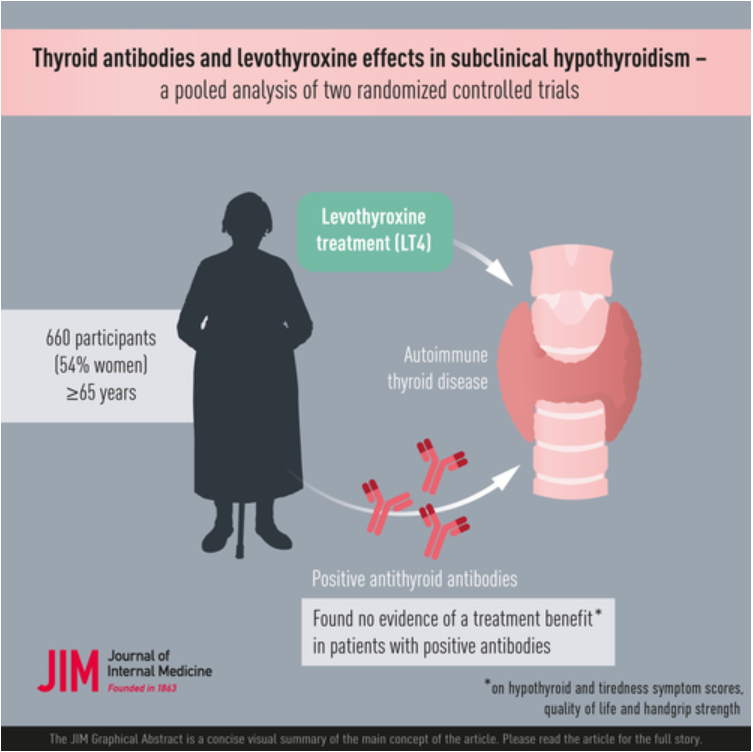 Thyroid antibodies and levothyroxine effects in subclinical hypothyroidism –
a pooled analysis of two randomized controlled trials
Levothyroxine
treatment (LT4)
660 participants
(54% women)
≥65 years
Autoimmune
thyroid disease
Positive antithyroid antibodies
Found no evidence of a treatment benefit*
in patients with positive antibodies
JIM
Journal of
Internal Medicine
Founded in 1863
*on hypothyroid and tiredness symptom scores,
quality of life and handgrip strength
The JIM Graphical Abstract is a concise visual summary of the main concept of the article. Please read the article for the full story.